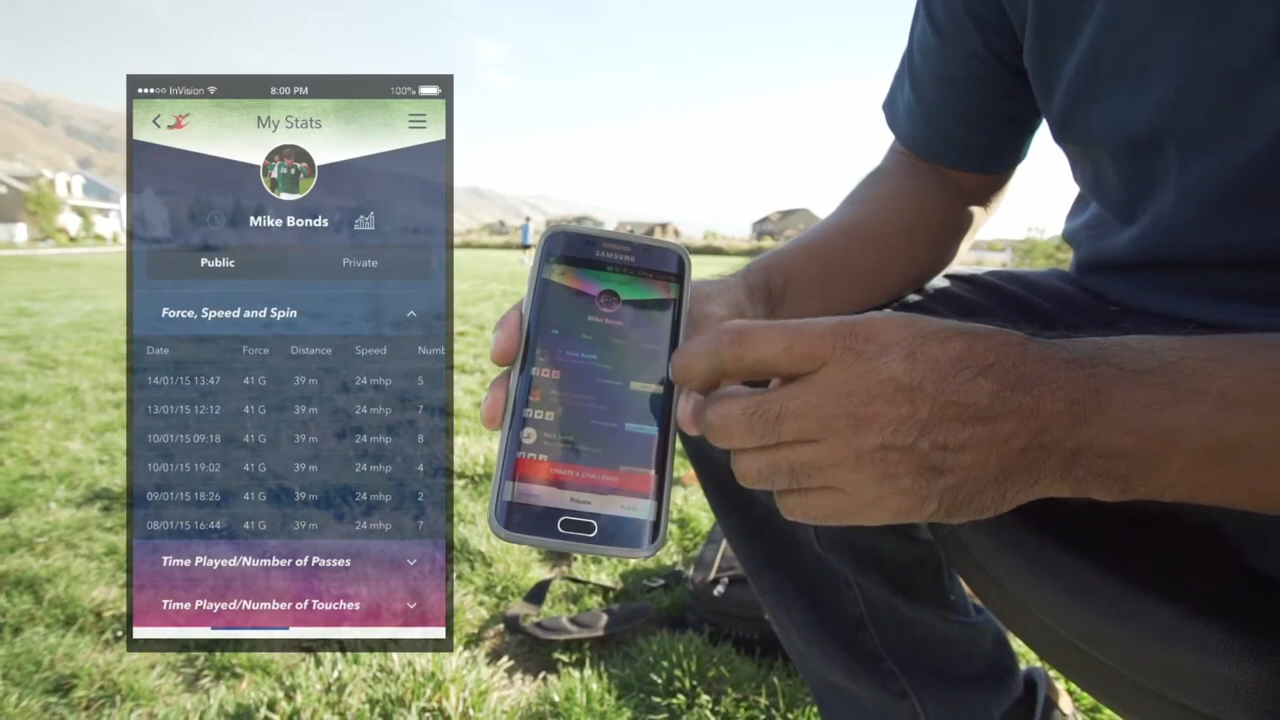 InVision 8:00 PM 100%
My Stats
Mike Bonds
Public Private
Force, Speed and Spin
Date Force Distance Speed Numb
14/01/15 13:47 41 G 39 m 24 mhp 5
13/01/15 12:12 41 G 39 m 24 mhp 7
10/01/15 09:18 41 G 39 m 24 mhp 8
10/01/15 19:02 41 G 39 m 24 mhp 4
09/01/15 18:26 41 G 39 m 24 mhp 2
08/01/15 16:44 41 G 39 m 24 mhp 7
Time Played/Number of Passes
Time Played/Number of Touches
SAMSUNG
Mike Bonds
All
John Smith
CREATE A CHALLENGE
Private